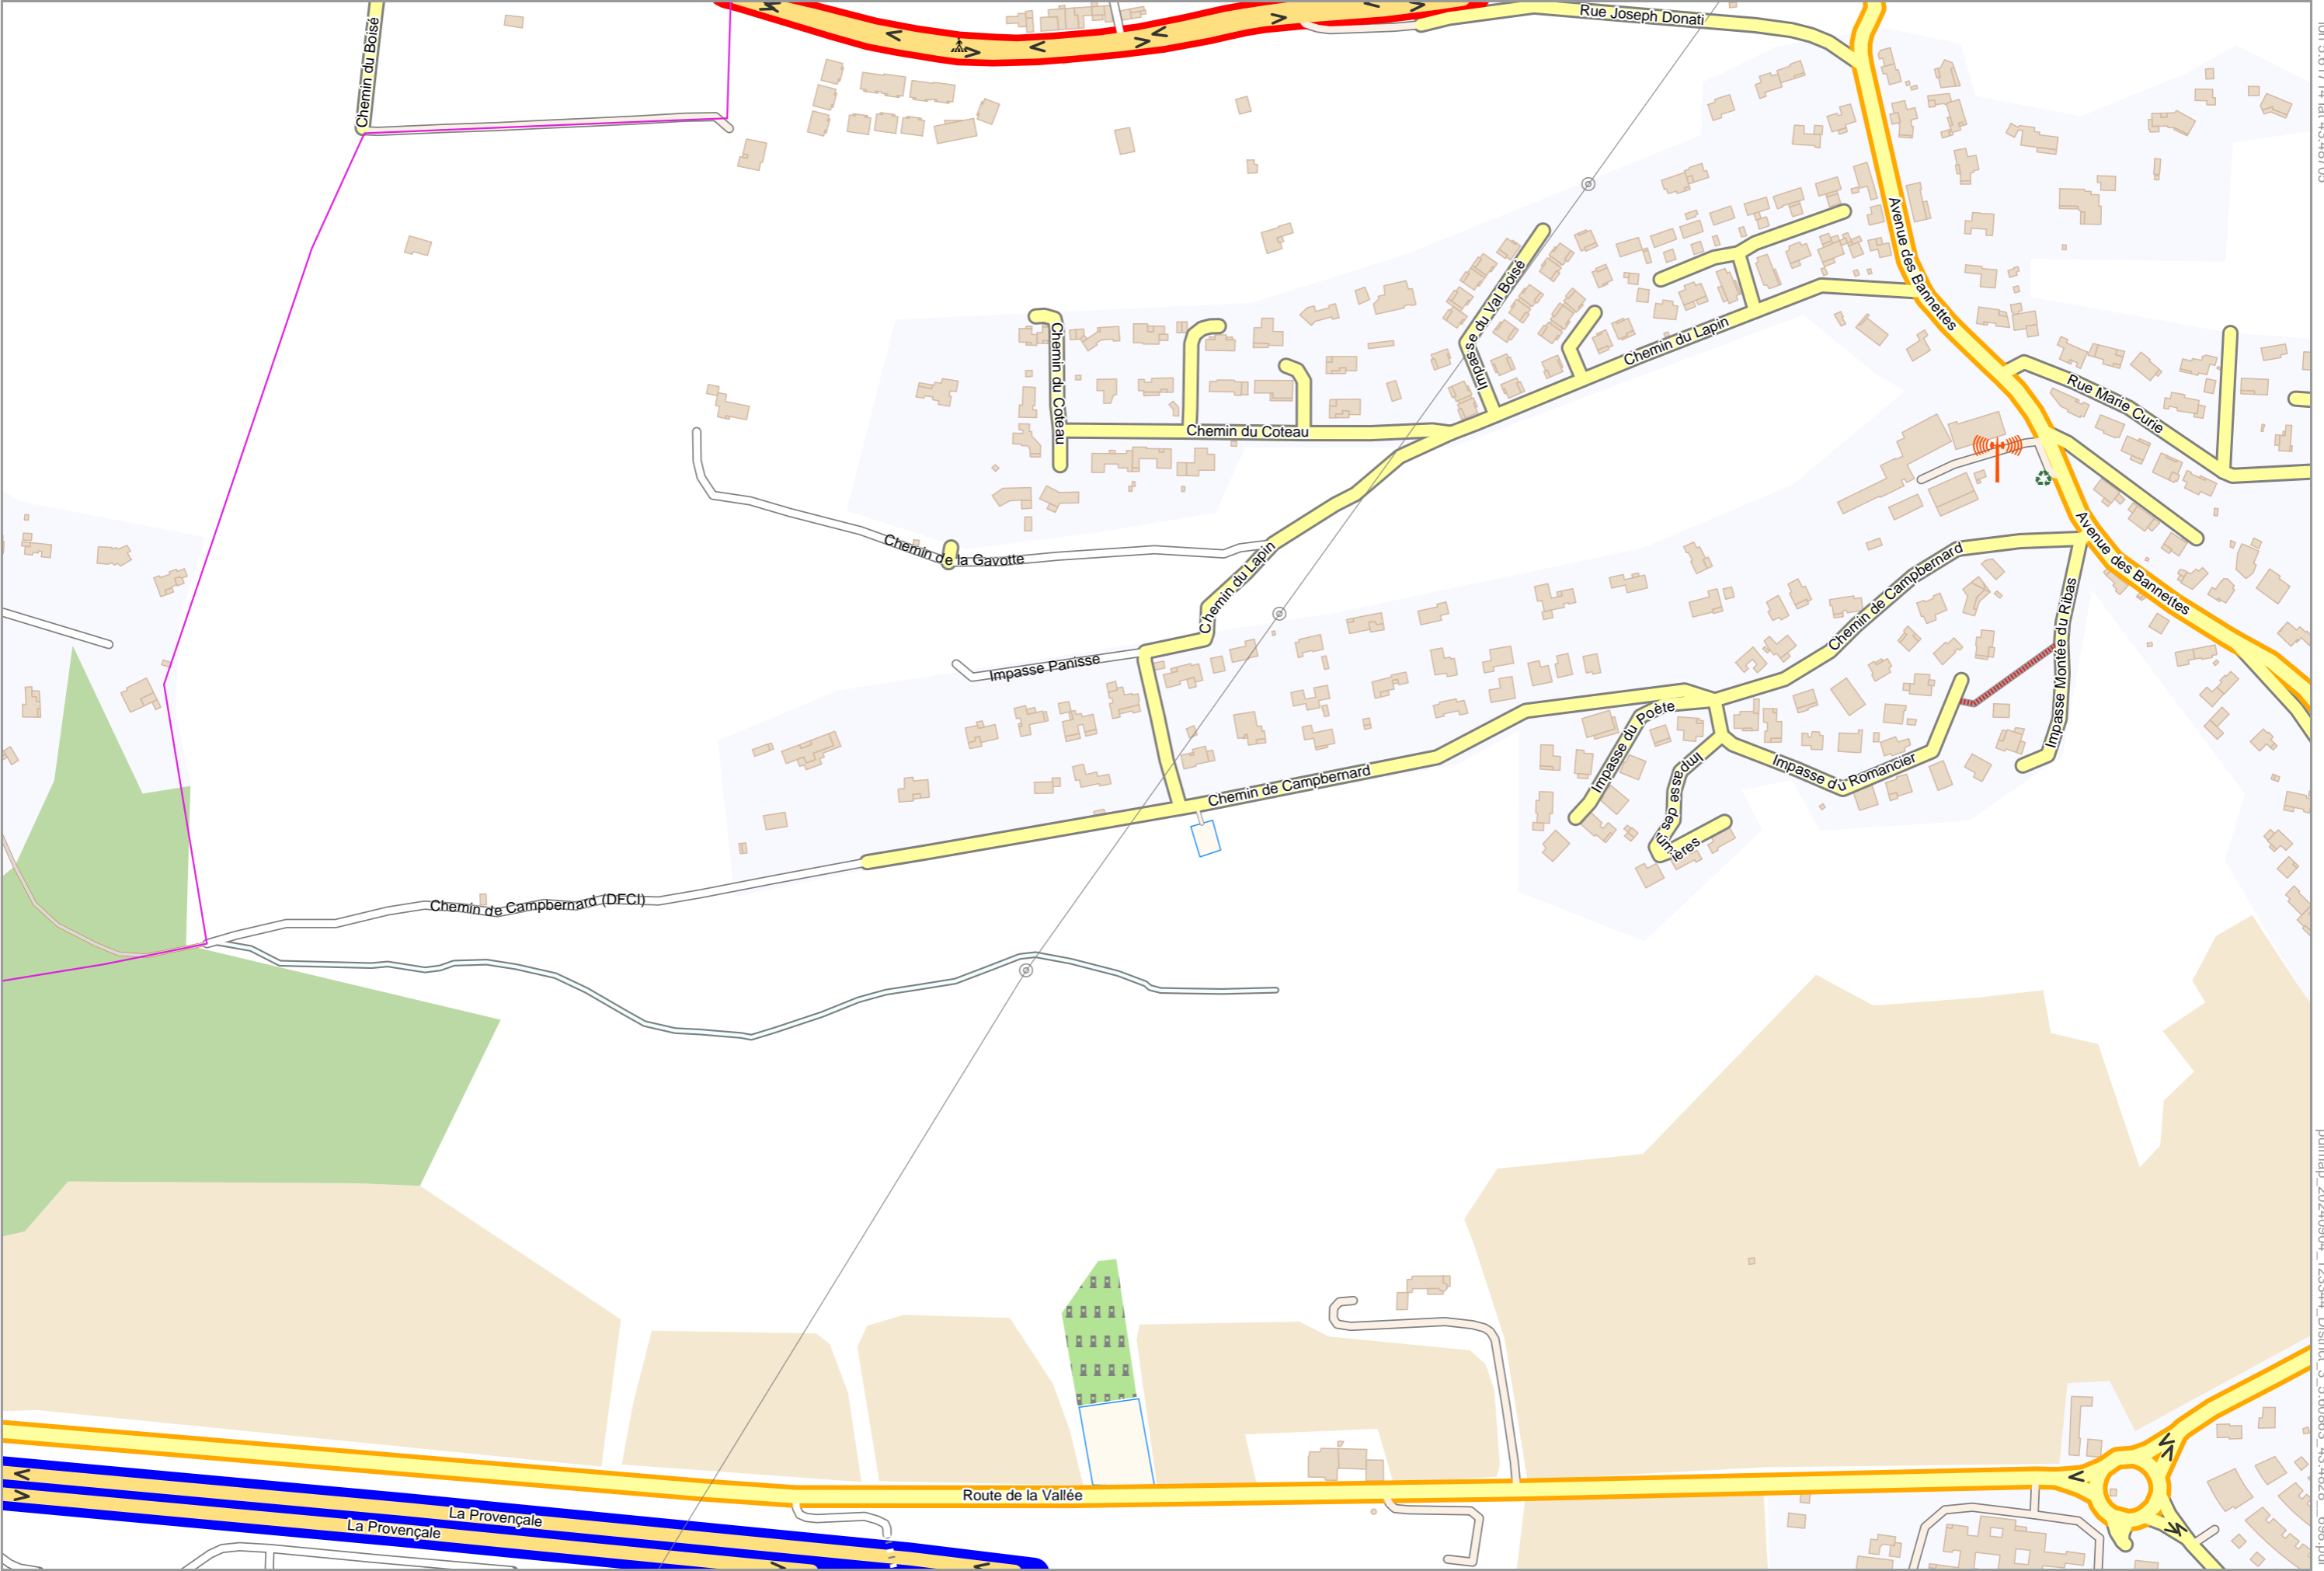 Chemin du Boisé
Rue Joseph Donati
Avenue des Bannettes
Impasse du Val Boisé
Chemin du Lapin
Chemin du Coteau
Chemin du Coteau
Rue Marie Curie
Chemin de la Gavotte
Chemin du Lapin
Avenue des Bannettes
Chemin de Campbernard
Impasse Montée du Ribas
Impasse Panisse
Impasse du Poète
Impasse du Romancier
Chemin de Campbernard
Chemin de Campbernard (DFCI)
Route de la Vallée
La Provençale
La Provençale